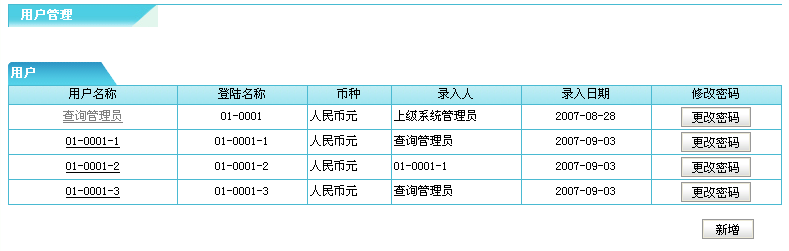 用户管理
用户
用户名称 登陆名称 币种 录入人 录入日期 修改密码
查询管理员 01-0001 人民币元 上级系统管理员 2007-08-28 更改密码
01-0001-1 01-0001-1 人民币元 查询管理员 2007-09-03 更改密码
01-0001-2 01-0001-2 人民币元 01-0001-1 2007-09-03 更改密码
01-0001-3 01-0001-3 人民币元 查询管理员 2007-09-03 更改密码
新增